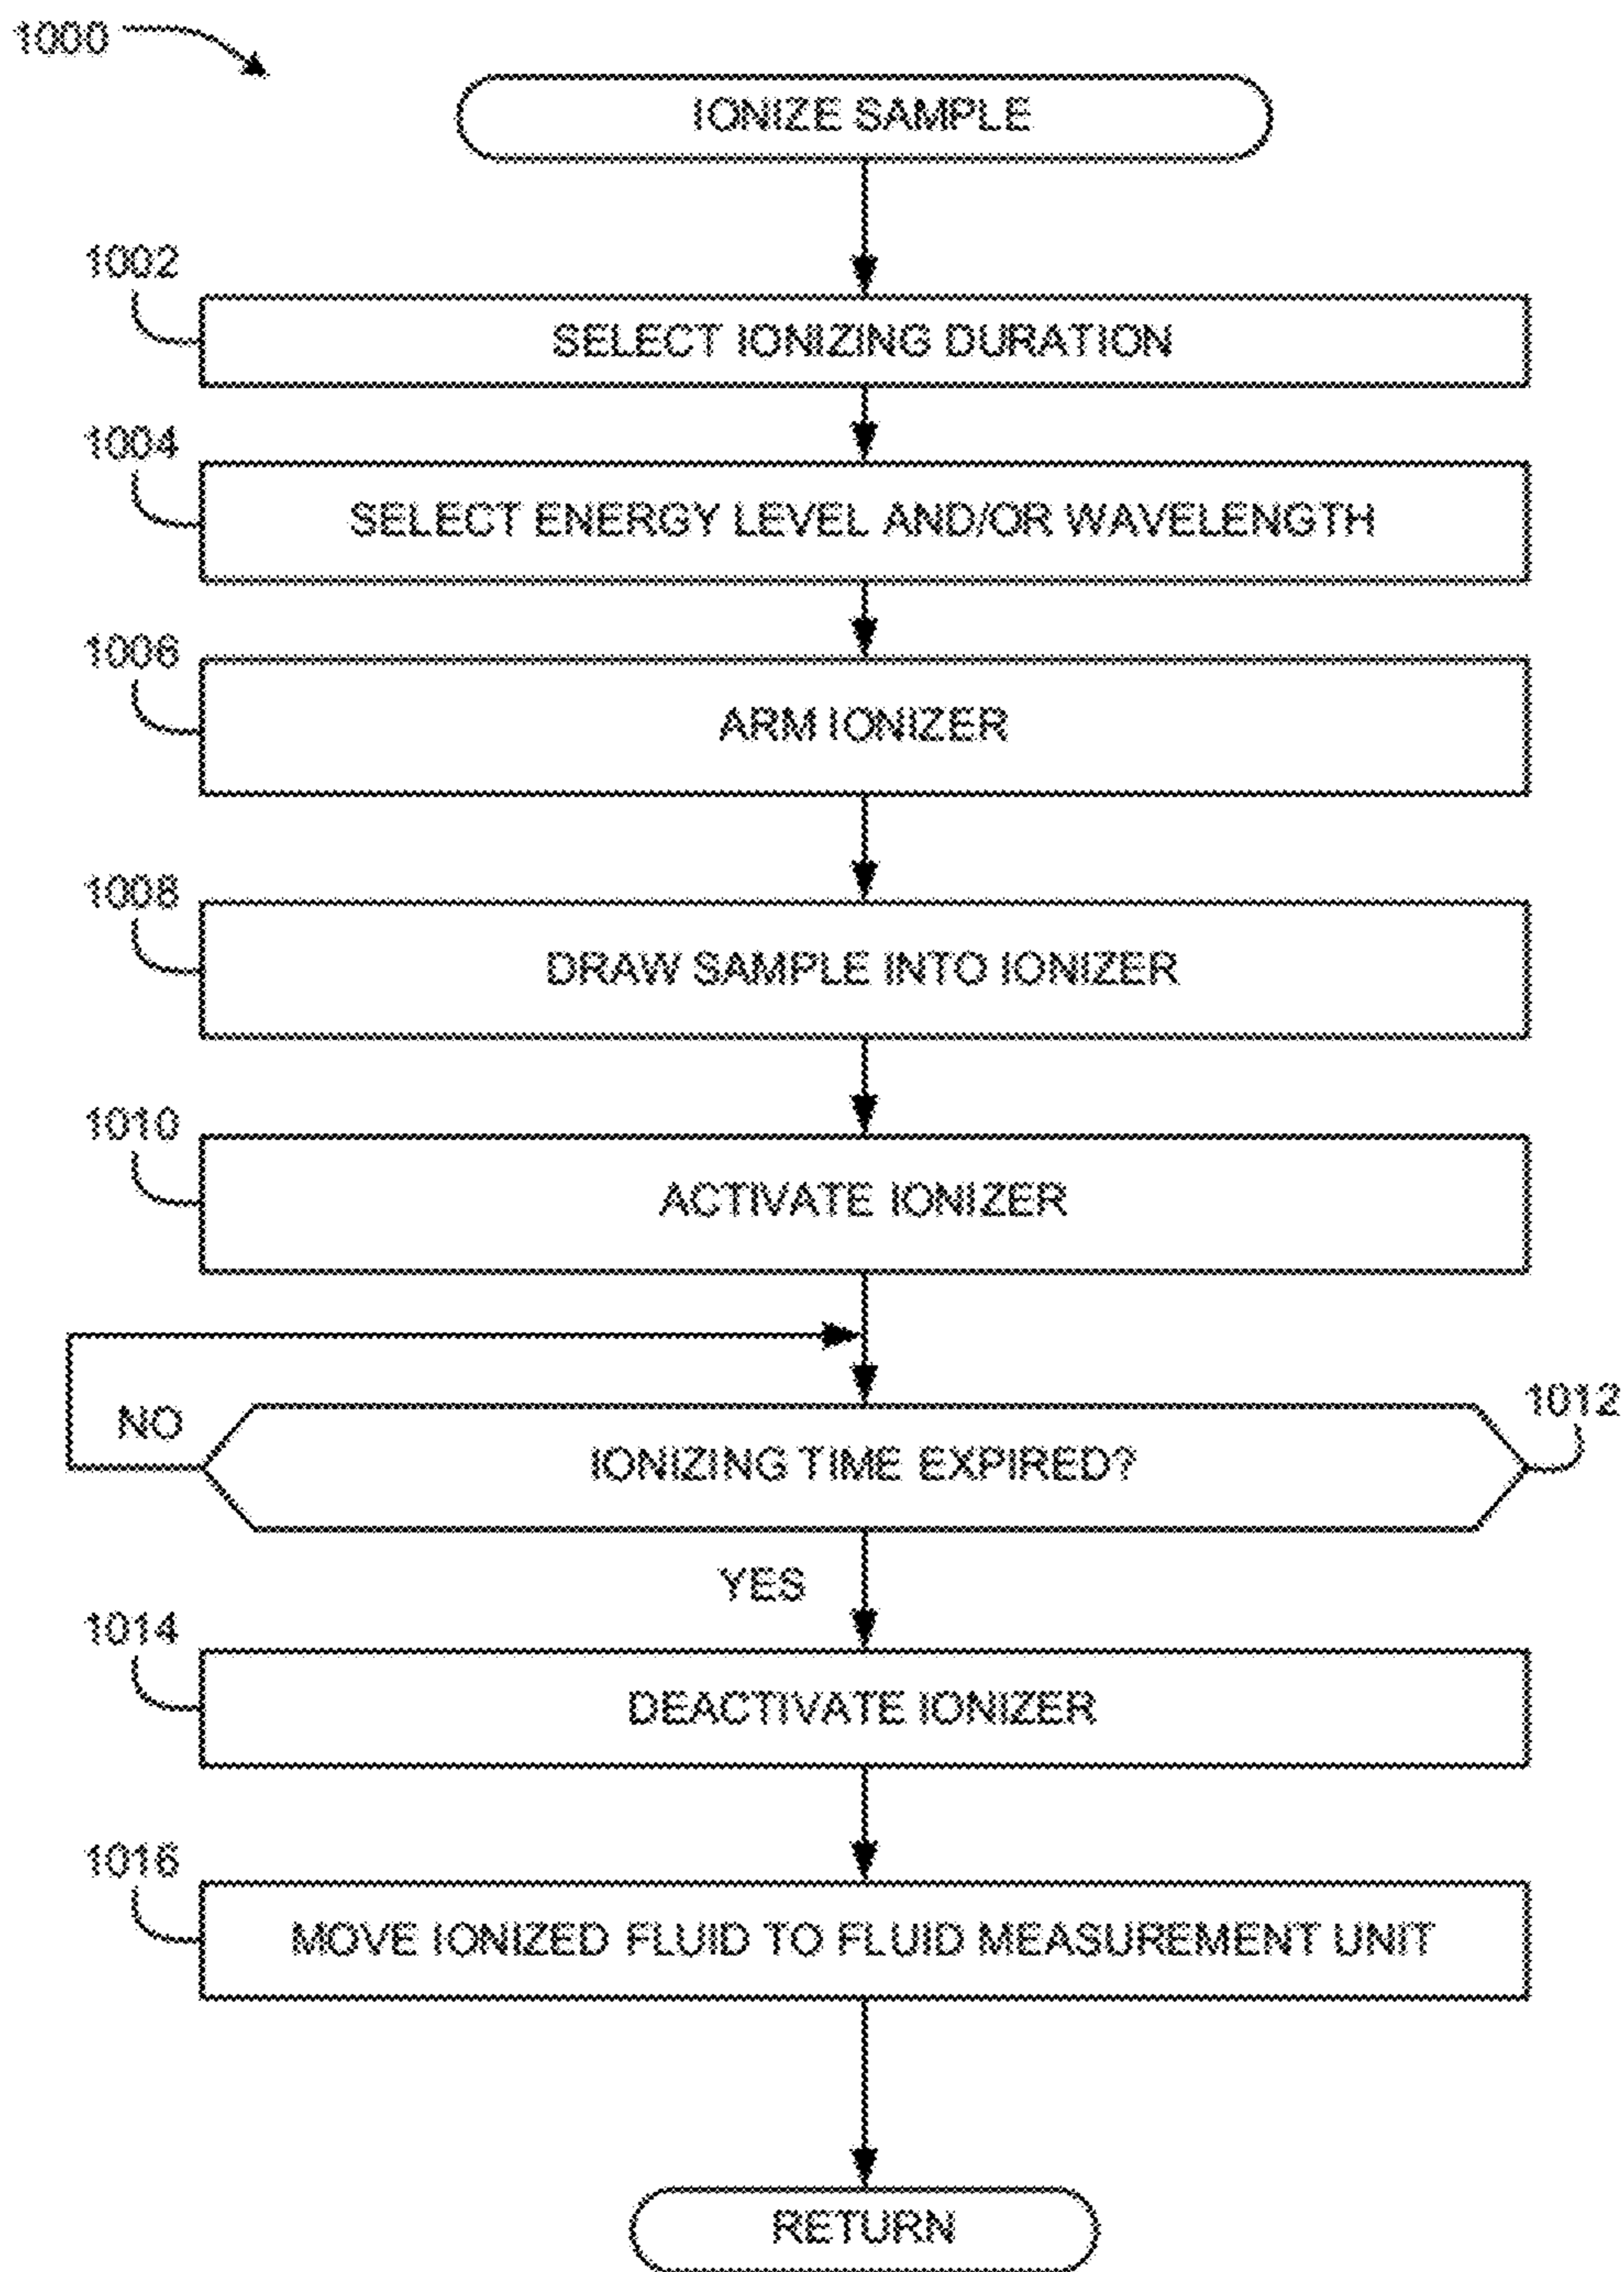 1000
IONIZE SAMPLE
1002
SELECT IONIZING DURATION
1004
SELECT ENERGY LEVEL AND/OR WAVELENGTH
1006
ARM IONIZER
1008
DRAW SAMPLE INTO IONIZER
1010
ACTIVATE IONIZER
NO
IONIZING TIME EXPIRED?
1012
YES
1014
DEACTIVATE IONIZER
1016
MOVE IONIZED FLUID TO FLUID MEASUREMENT UNIT
RETURN